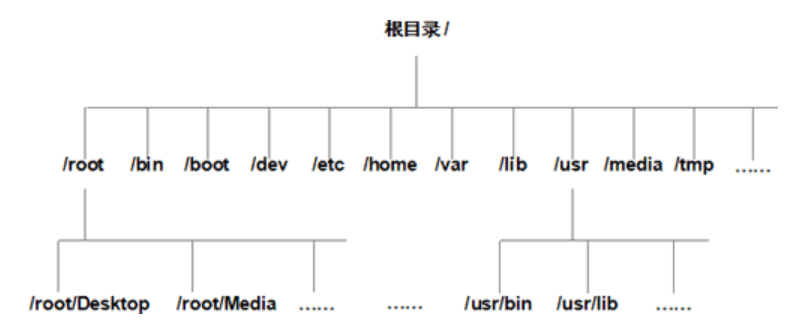 根目录 /
/root /bin /boot /dev /etc /home /var /lib /usr /media /tmp ......
/root/Desktop /root/Media ...... ...... /usr/bin /usr/lib ......